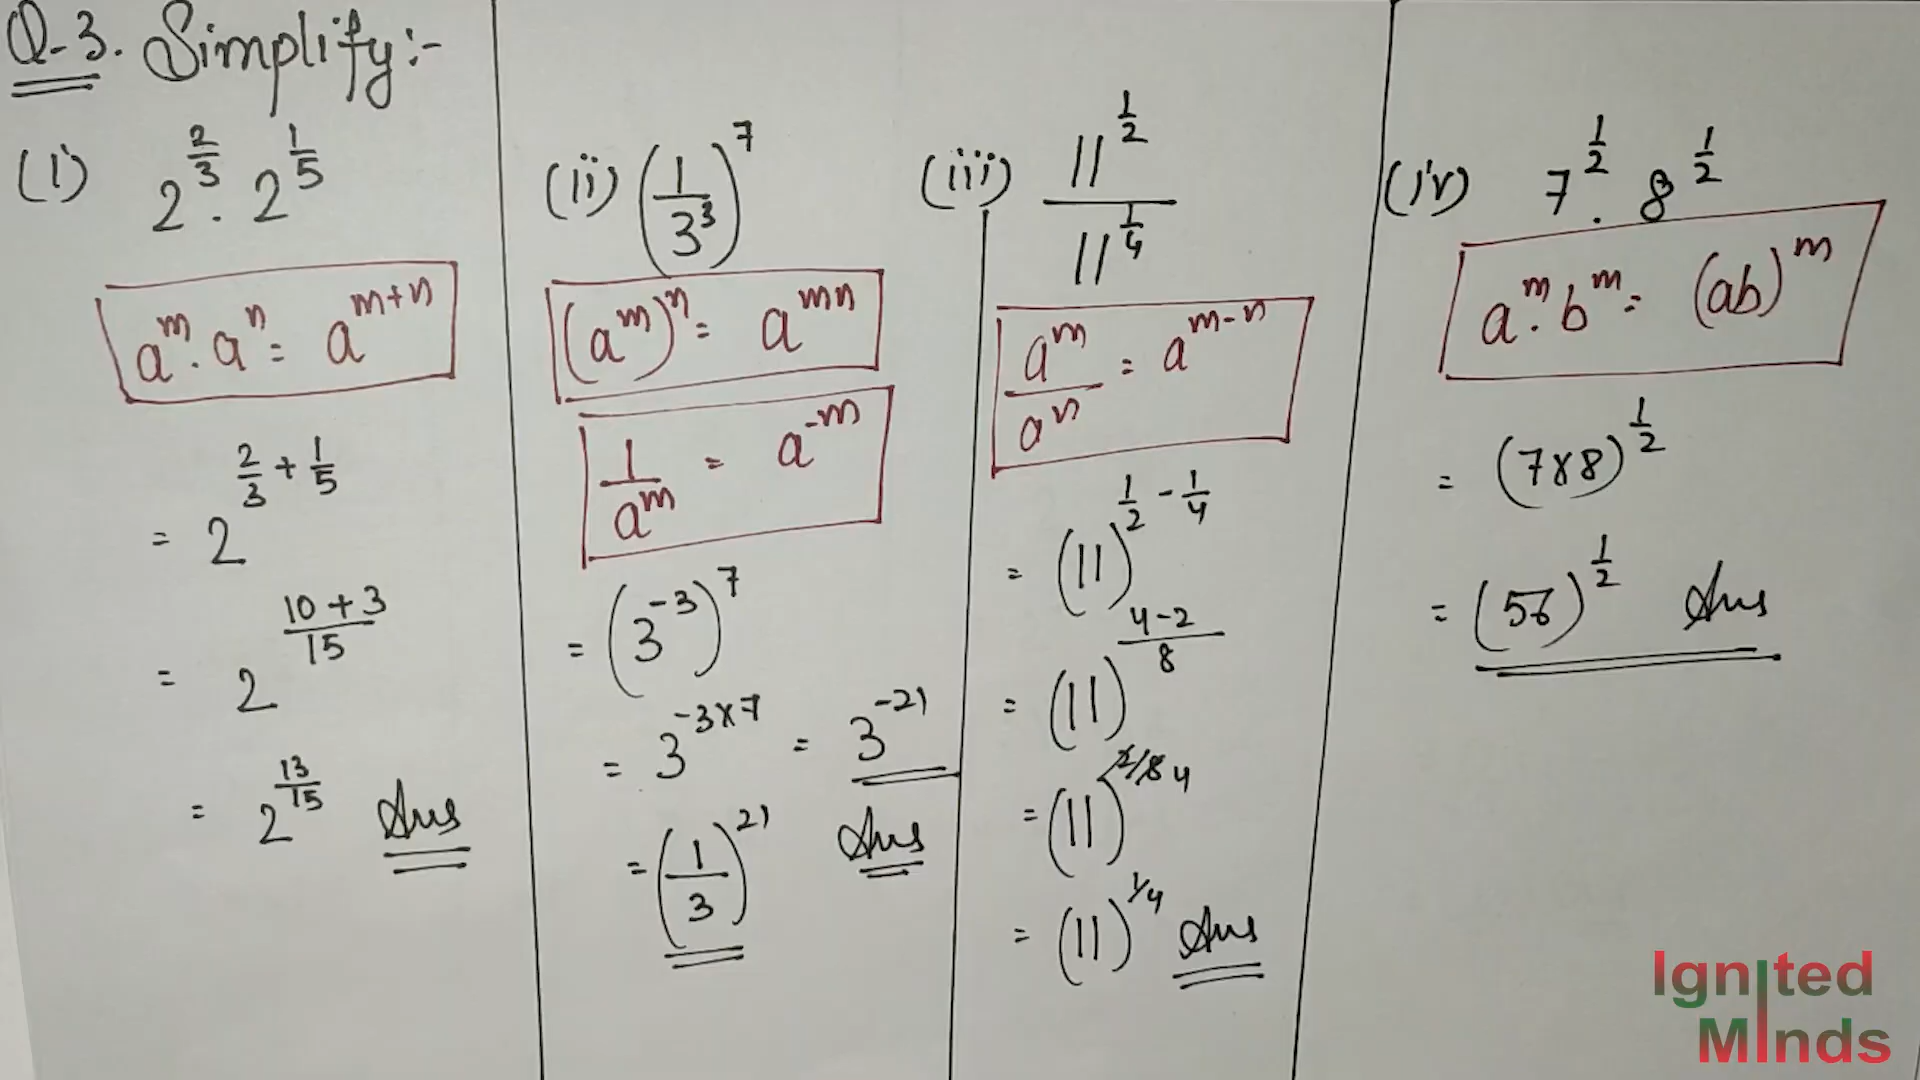 Q-3. Simplify:-
(i) 2^(2/3) . 2^(1/5)
a^m . a^n = a^(m+n)
= 2^(2/3 + 1/5)
= 2^((10+3)/15)
= 2^(13/15) Ans
(ii) (1/3^3)^7
(a^m)^n = a^(mn)
1/a^m = a^(-m)
= (3^(-3))^7
= 3^(-3×7) = 3^(-21)
= (1/3)^21 Ans
(iii) 11^(1/2) / 11^(1/4)
a^m / a^n = a^(m-n)
= (11)^(1/2 - 1/4)
= (11)^((4-2)/8)
= (11)^(2/8 4)
= (11)^(1/4) Ans
(iv) 7^(1/2) . 8^(1/2)
a^m . b^m = (ab)^m
= (7×8)^(1/2)
= (56)^(1/2) Ans
Ignited
Minds